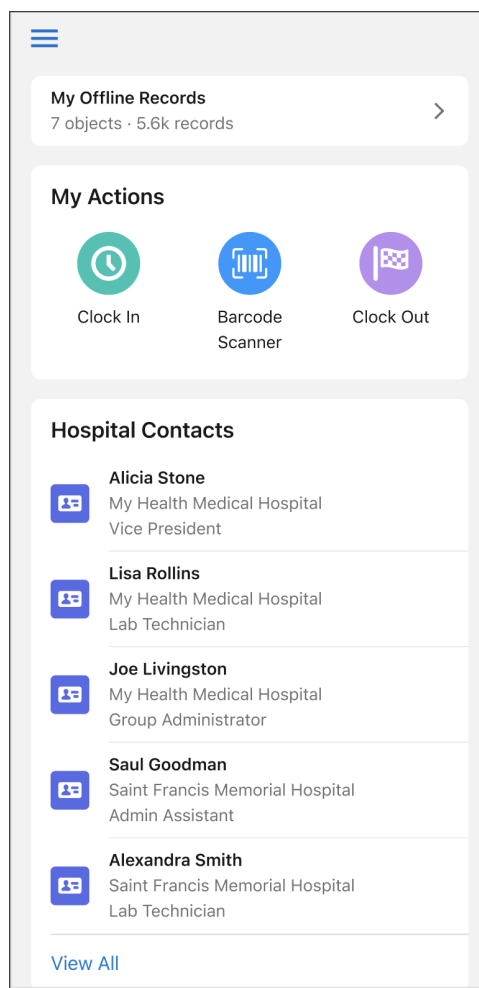 My Offline Records
7 objects · 5.6k records
My Actions
Clock In
Barcode
Scanner
Clock Out
Hospital Contacts
Alicia Stone
My Health Medical Hospital
Vice President
Lisa Rollins
My Health Medical Hospital
Lab Technician
Joe Livingston
My Health Medical Hospital
Group Administrator
Saul Goodman
Saint Francis Memorial Hospital
Admin Assistant
Alexandra Smith
Saint Francis Memorial Hospital
Lab Technician
View All